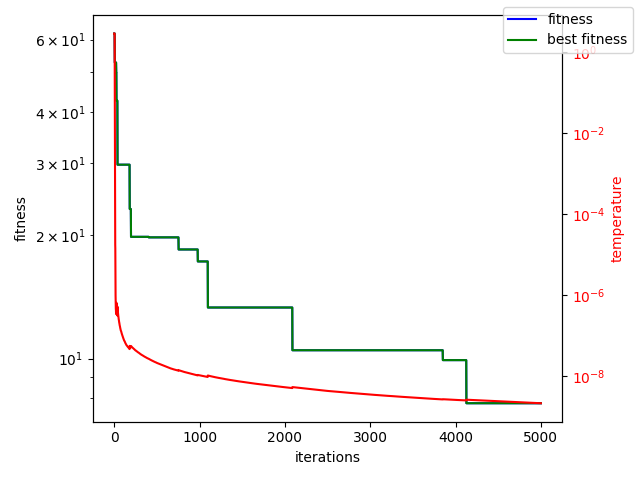 fitness
best fitness
6 × 10¹
4 × 10¹
3 × 10¹
2 × 10¹
10¹
fitness
10⁰
10⁻²
10⁻⁴
10⁻⁶
10⁻⁸
temperature
0 1000 2000 3000 4000 5000
iterations